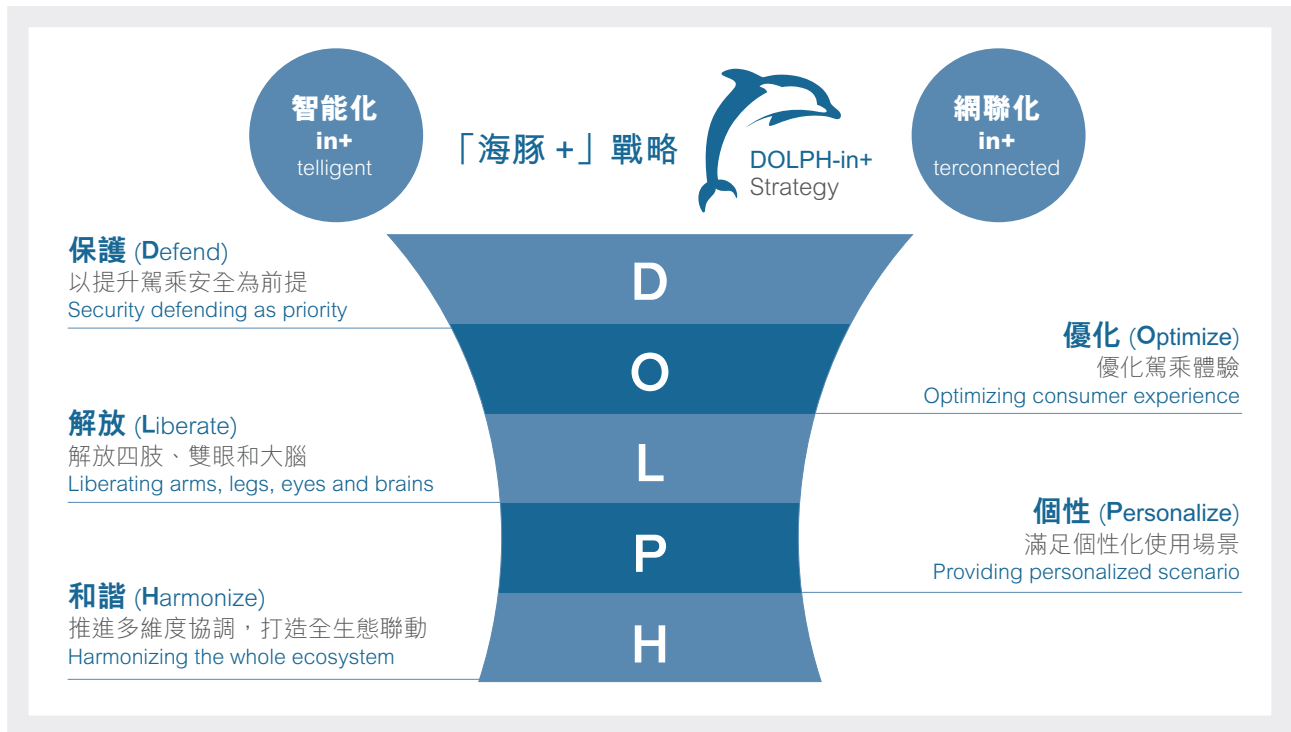 智能化
in+
telligent
「海豚 +」戰略
DOLPH-in+
Strategy
網聯化
in+
terconnected
保護 (Defend)
以提升駕乘安全為前提
Security defending as priority
D
優化 (Optimize)
優化駕乘體驗
Optimizing consumer experience
O
解放 (Liberate)
解放四肢、雙眼和大腦
Liberating arms, legs, eyes and brains
L
個性 (Personalize)
滿足個性化使用場景
Providing personalized scenario
P
和諧 (Harmonize)
推進多維度協調，打造全生態聯動
Harmonizing the whole ecosystem
H